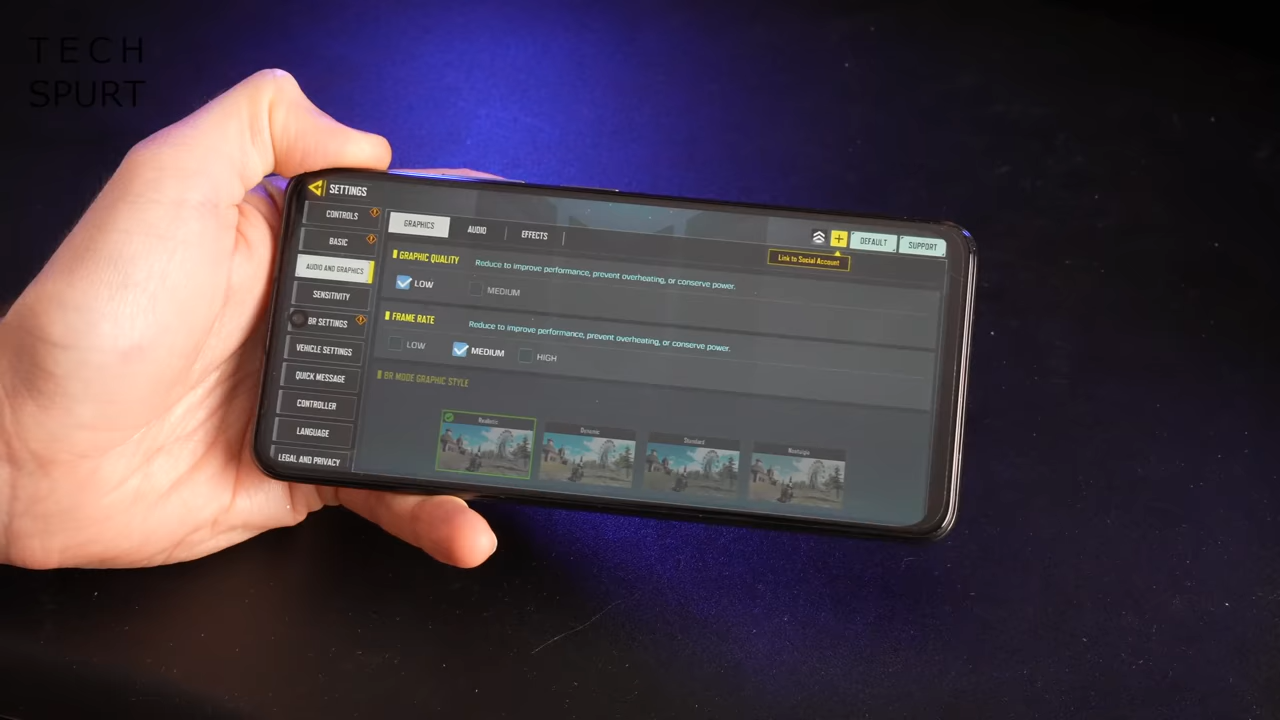 TECH
SPURT
SETTINGS
CONTROLS
BASIC
AUDIO AND GRAPHICS
SENSITIVITY
BR SETTINGS
VEHICLE SETTINGS
QUICK MESSAGE
CONTROLLER
LANGUAGE
LEGAL AND PRIVACY
GRAPHICS
AUDIO
EFFECTS
DEFAULT
SUPPORT
Link to Social Account
GRAPHIC QUALITY
Reduce to improve performance, prevent overheating, or conserve power.
LOW
MEDIUM
FRAME RATE
Reduce to improve performance, prevent overheating, or conserve power.
LOW
MEDIUM
HIGH
BR MODE GRAPHIC STYLE
Realistic
Dynamic
Standard
Nostalgic